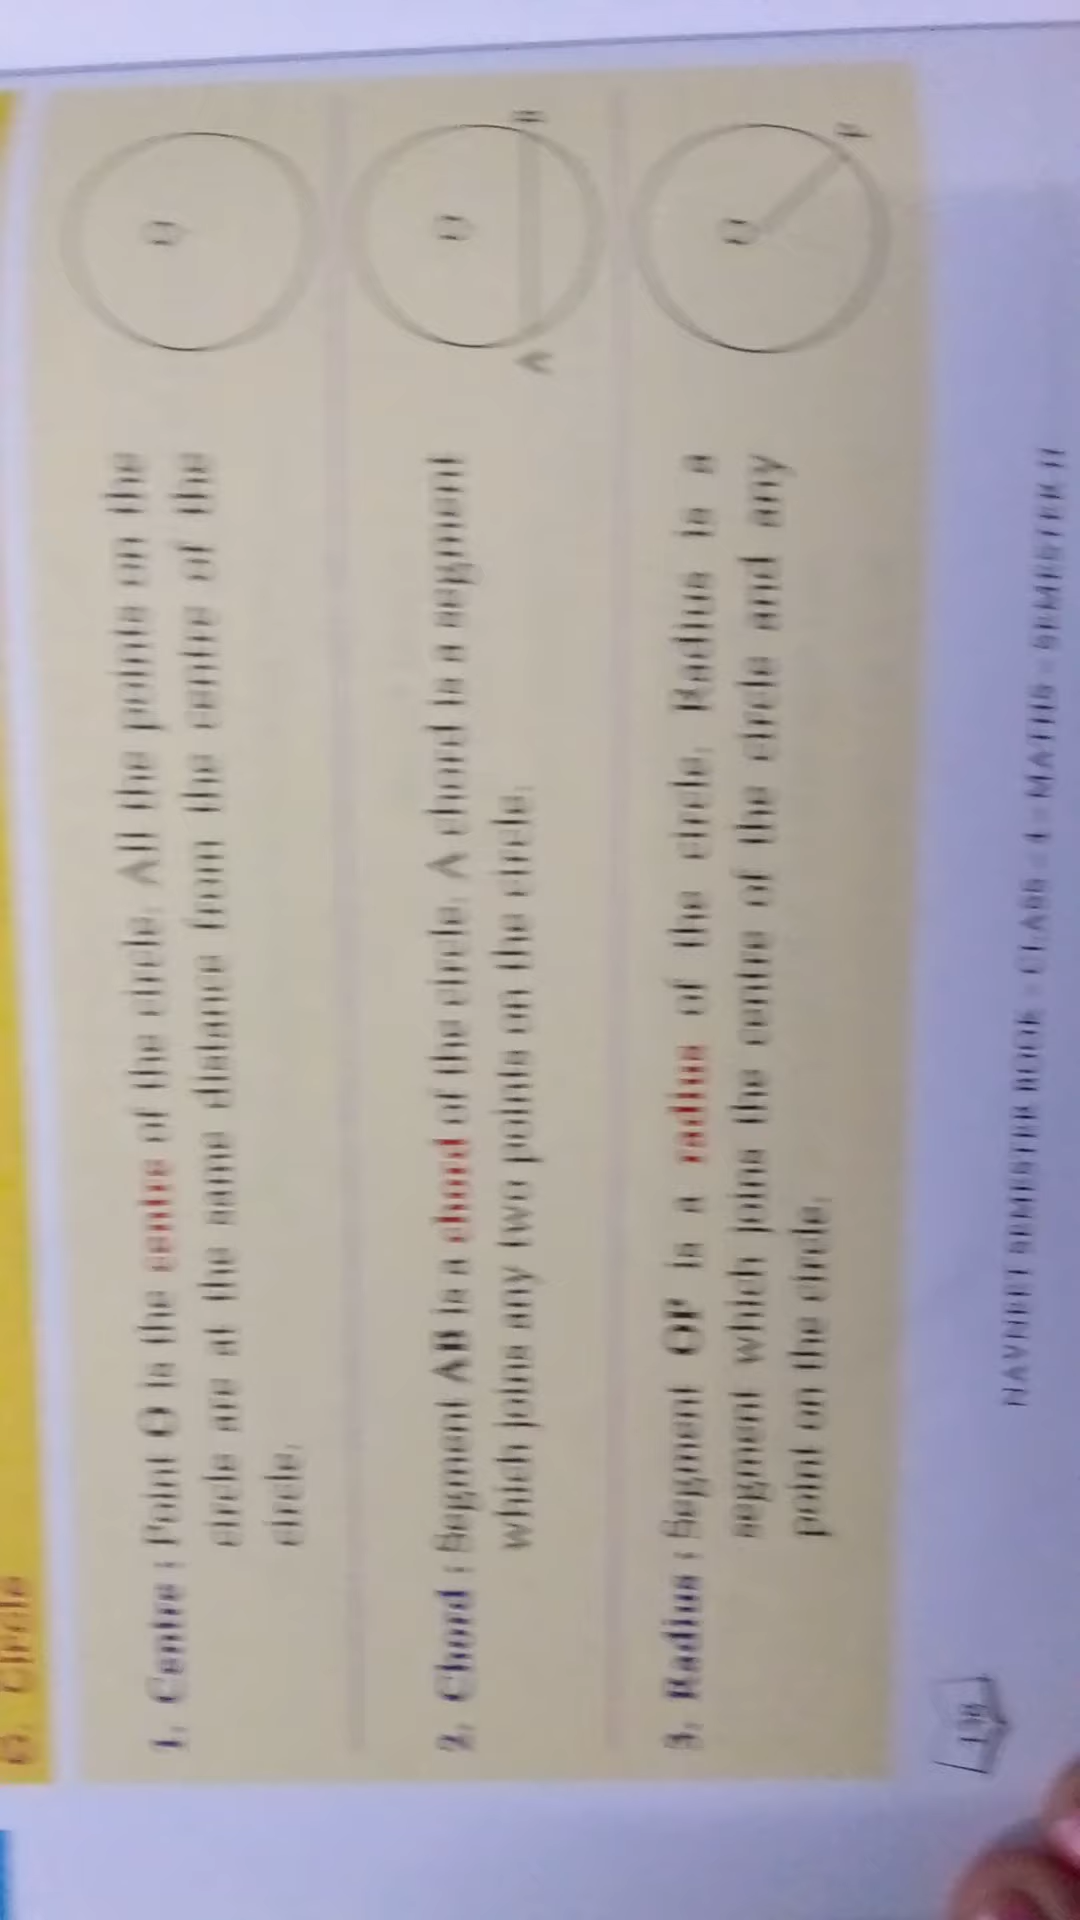 Circle
1. Centre : Point O is the centre of the circle. All the points on the
circle are at the same distance from the centre of the
circle.
O
2. Chord : Segment AB is a chord of the circle. A chord is a segment
which joins any two points on the circle.
O
A
B
3. Radius : Segment OP is a radius of the circle. Radius is a
segment which joins the centre of the circle and any
point on the circle.
O
P
NAVNEET SEMESTER BOOK : CLASS : 4 : MATHS : SEMESTER II